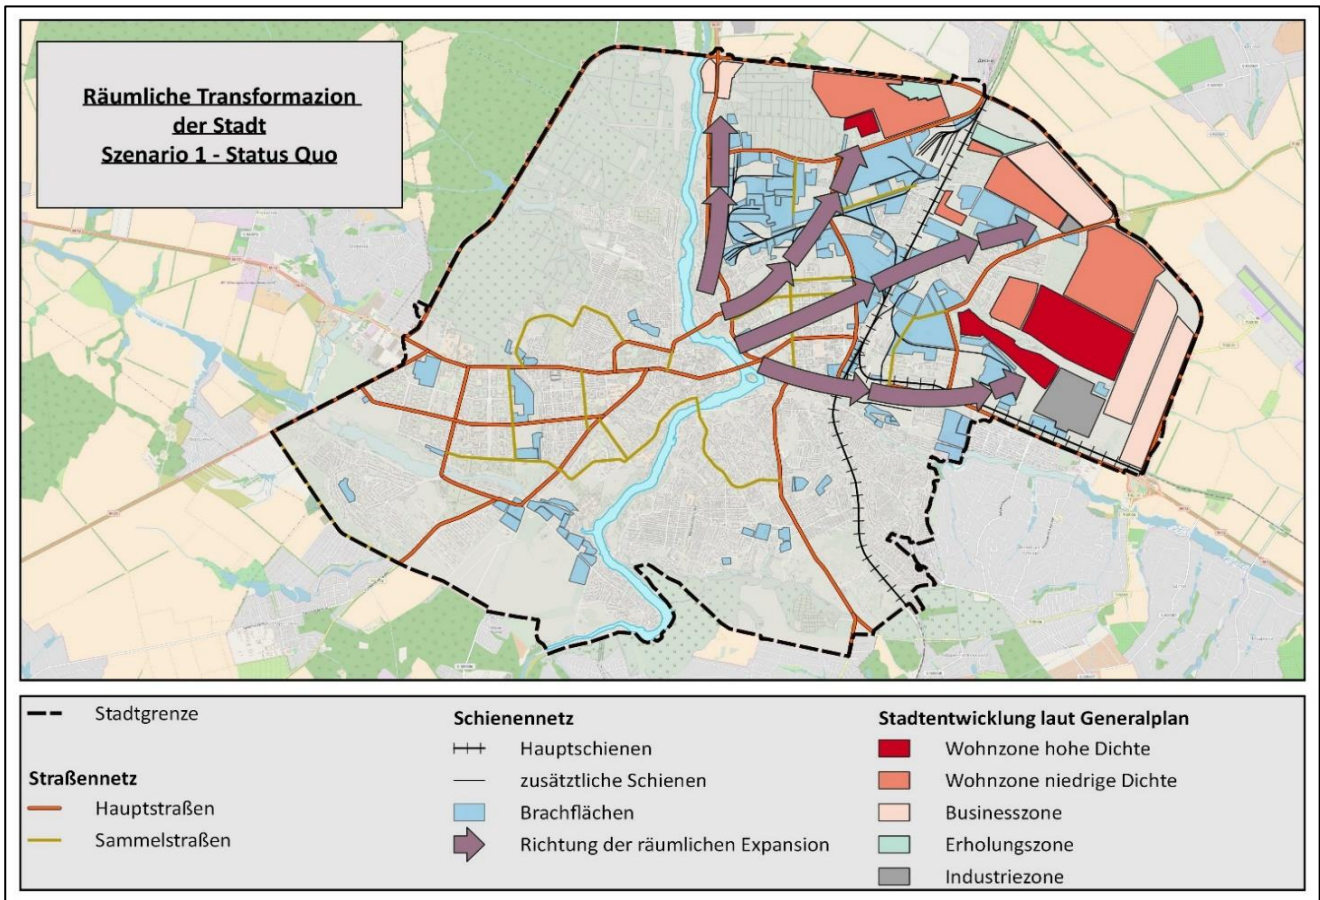 Räumliche Transformazion
der Stadt
Szenario 1 - Status Quo
Stadtgrenze
Straßennetz
Hauptstraßen
Sammelstraßen
Schienennetz
Hauptschienen
zusätztliche Schienen
Brachflächen
Richtung der räumlichen Expansion
Stadtentwicklung laut Generalplan
Wohnzone hohe Dichte
Wohnzone niedrige Dichte
Businesszone
Erholungszone
Industriezone